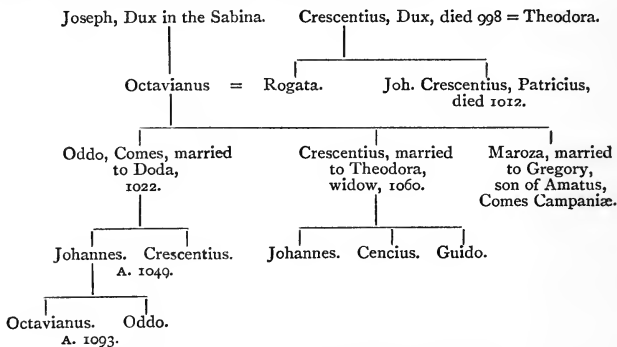 Joseph, Dux in the Sabina. Crescentius, Dux, died 998 = Theodora.
Octavianus = Rogata. Joh. Crescentius, Patricius,
died 1012.
Oddo, Comes, married
to Doda,
1022.
Crescentius, married
to Theodora,
widow, 1060.
Maroza, married
to Gregory,
son of Amatus,
Comes Campaniæ.
Johannes. Crescentius.
A. 1049.
Johannes. Cencius. Guido.
Octavianus. Oddo.
A. 1093.